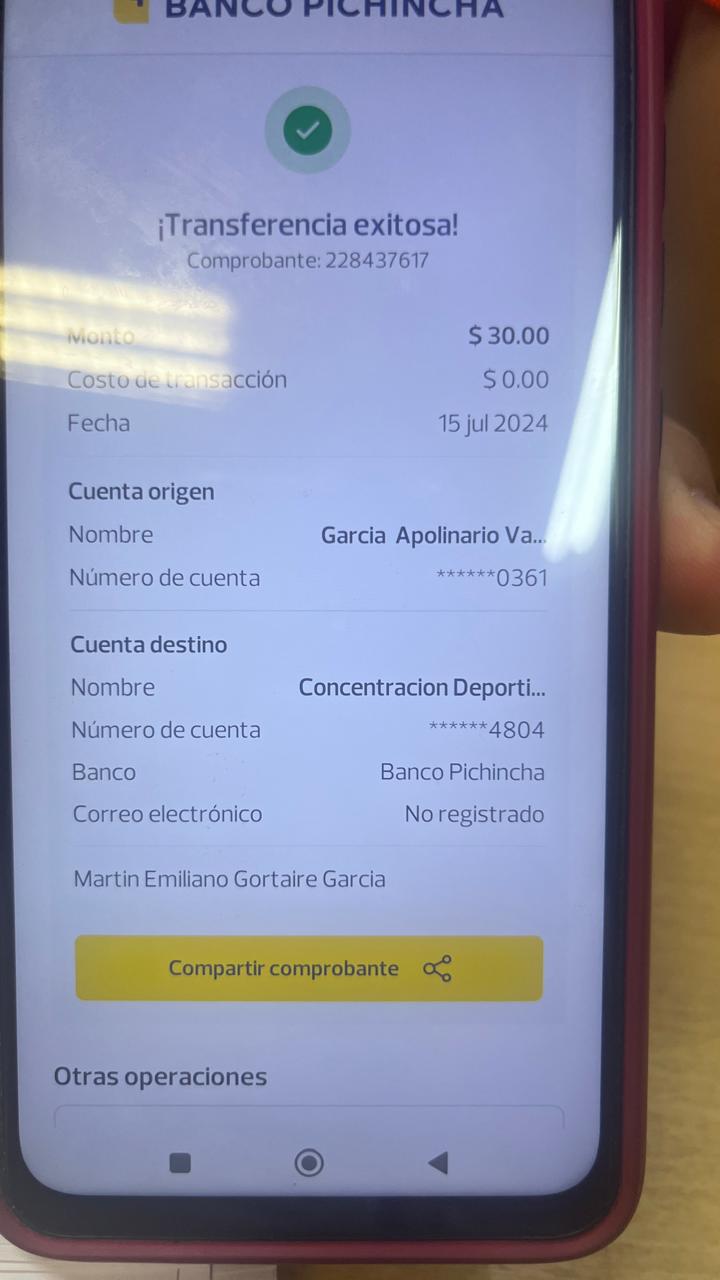 BANCO PICHINCHA
¡Transferencia exitosa!
Comprobante: 228437617
Monto $ 30.00
Costo de transacción $ 0.00
Fecha 15 jul 2024
Cuenta origen
Nombre Garcia Apolinario Va...
Número de cuenta ******0361
Cuenta destino
Nombre Concentracion Deporti...
Número de cuenta ******4804
Banco Banco Pichincha
Correo electrónico No registrado
Martin Emiliano Gortaire Garcia
Compartir comprobante
Otras operaciones